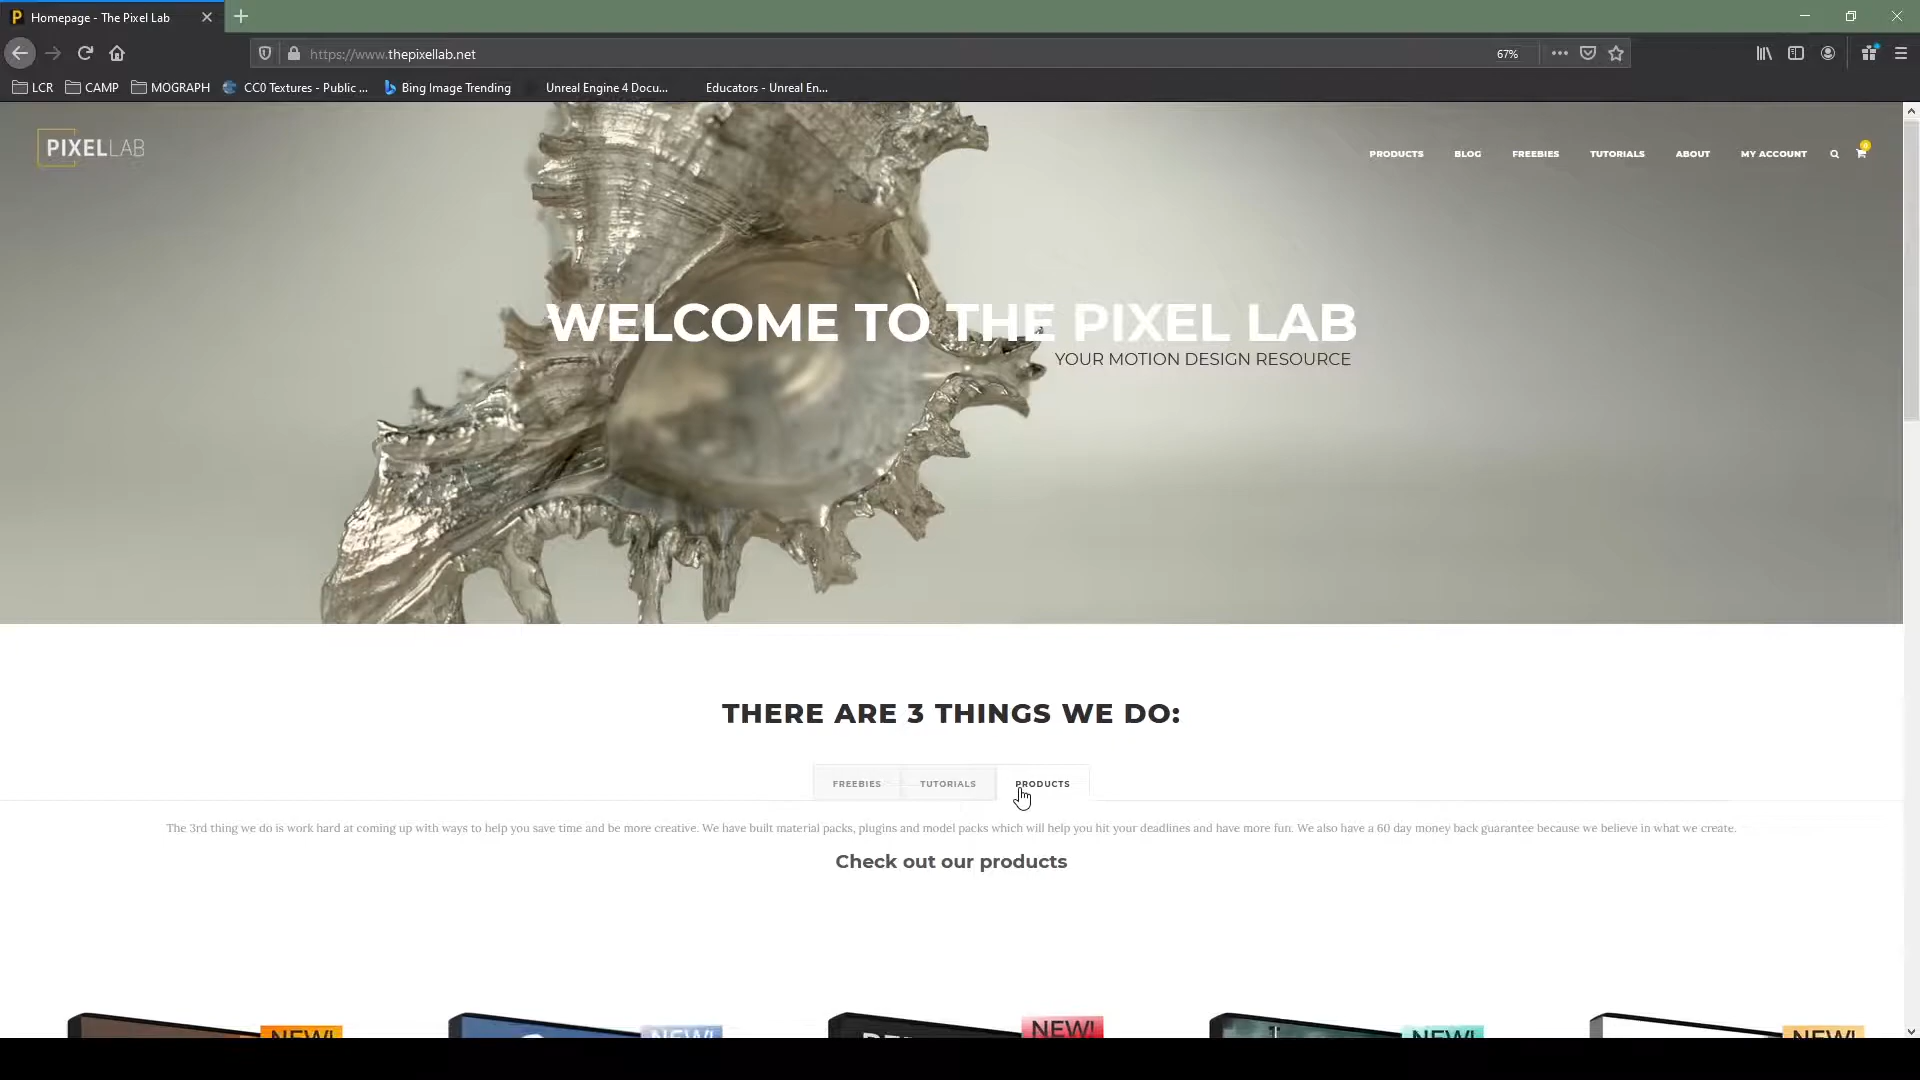 Homepage - The Pixel Lab
https://www.thepixellab.net
67%
LCR
CAMP
MOGRAPH
CC0 Textures - Public ...
Bing Image Trending
Unreal Engine 4 Docu...
Educators - Unreal En...
PIXELLAB
PRODUCTS
BLOG
FREEBIES
TUTORIALS
ABOUT
MY ACCOUNT
WELCOME TO THE PIXEL LAB
YOUR MOTION DESIGN RESOURCE
THERE ARE 3 THINGS WE DO:
FREEBIES
TUTORIALS
PRODUCTS
The 3rd thing we do is work hard at coming up with ways to help you save time and be more creative. We have built material packs, plugins and model packs which will help you hit your deadlines and have more fun. We also have a 60 day money back guarantee because we believe in what we create.
Check out our products
NEW!
NEW!
NEW!
NEW!
NEW!